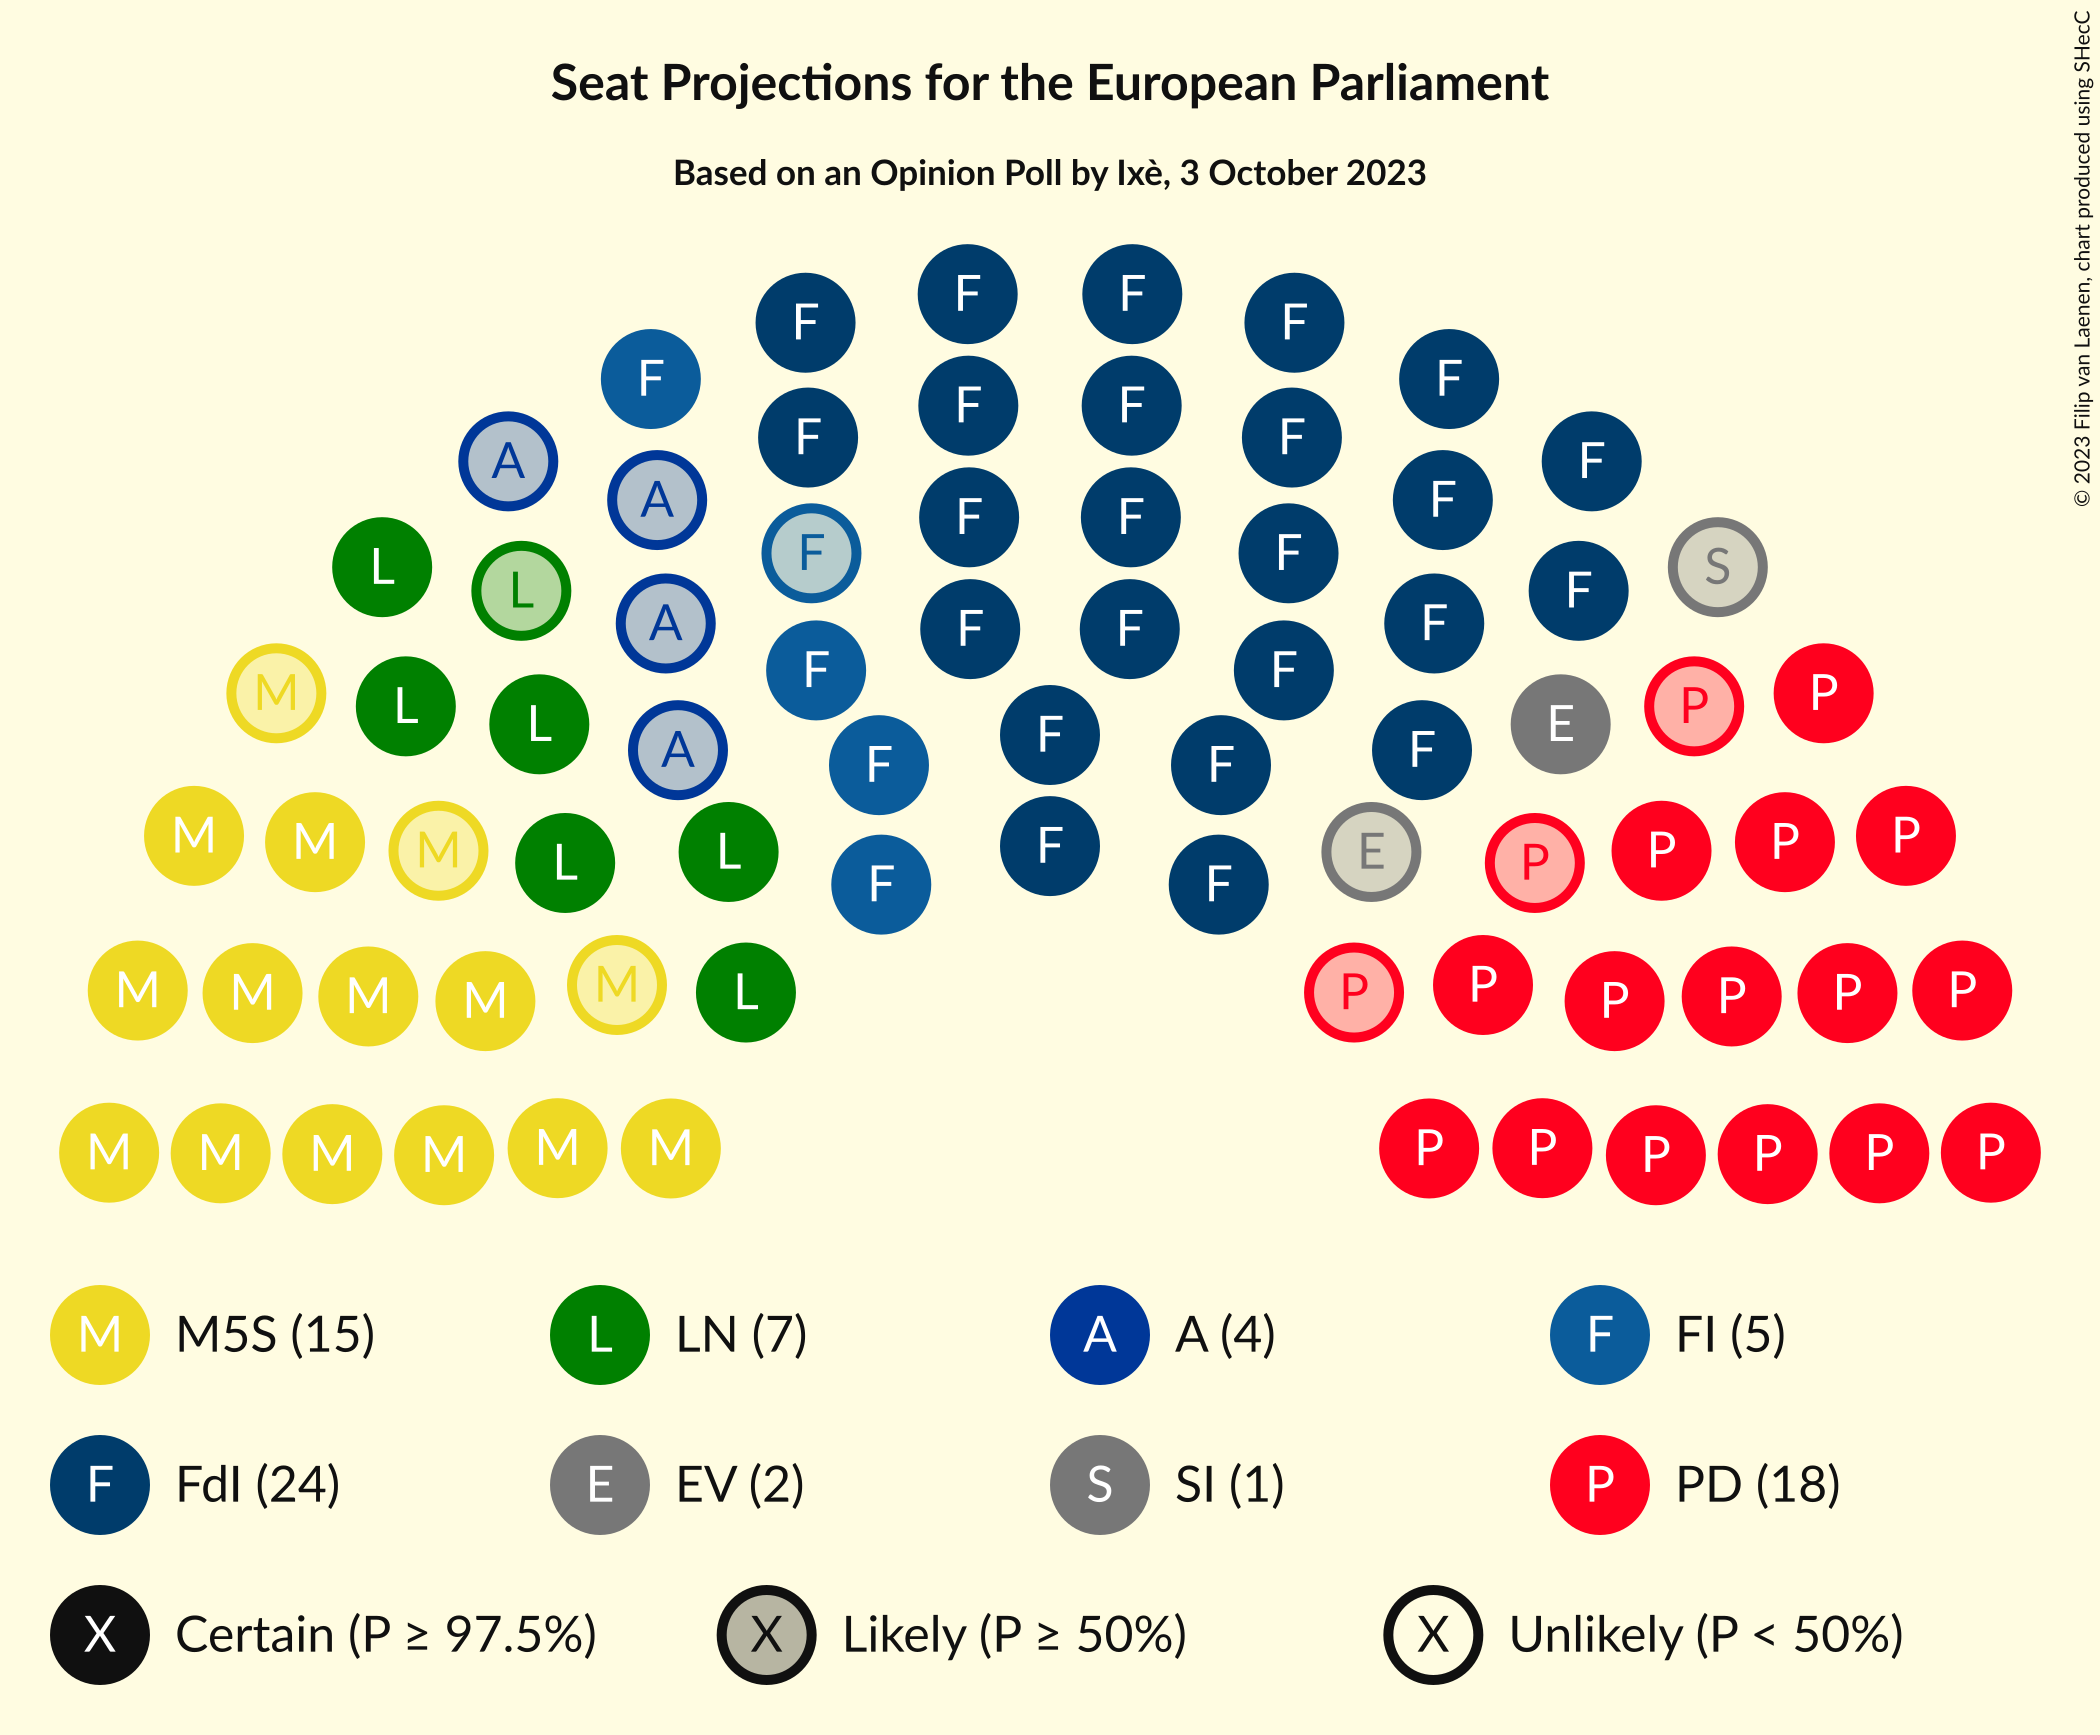 Seat Projections for the European Parliament
Based on an Opinion Poll by Ixè, 3 October 2023
© 2023 Filip van Laenen, chart produced using SHecC
F F F F
F F F
F F F F
A A F F F
F F F F F
L L A F S
F F F F
M L L A F F E P P
F F F
M M M L L F F F E P P P P
M M M M M L P P P P P P
M M M M M M P P P P P P
M M5S (15) L LN (7) A A (4) F FI (5)
F FdI (24) E EV (2) S SI (1) P PD (18)
X Certain (P ≥ 97.5%) X Likely (P ≥ 50%) X Unlikely (P < 50%)